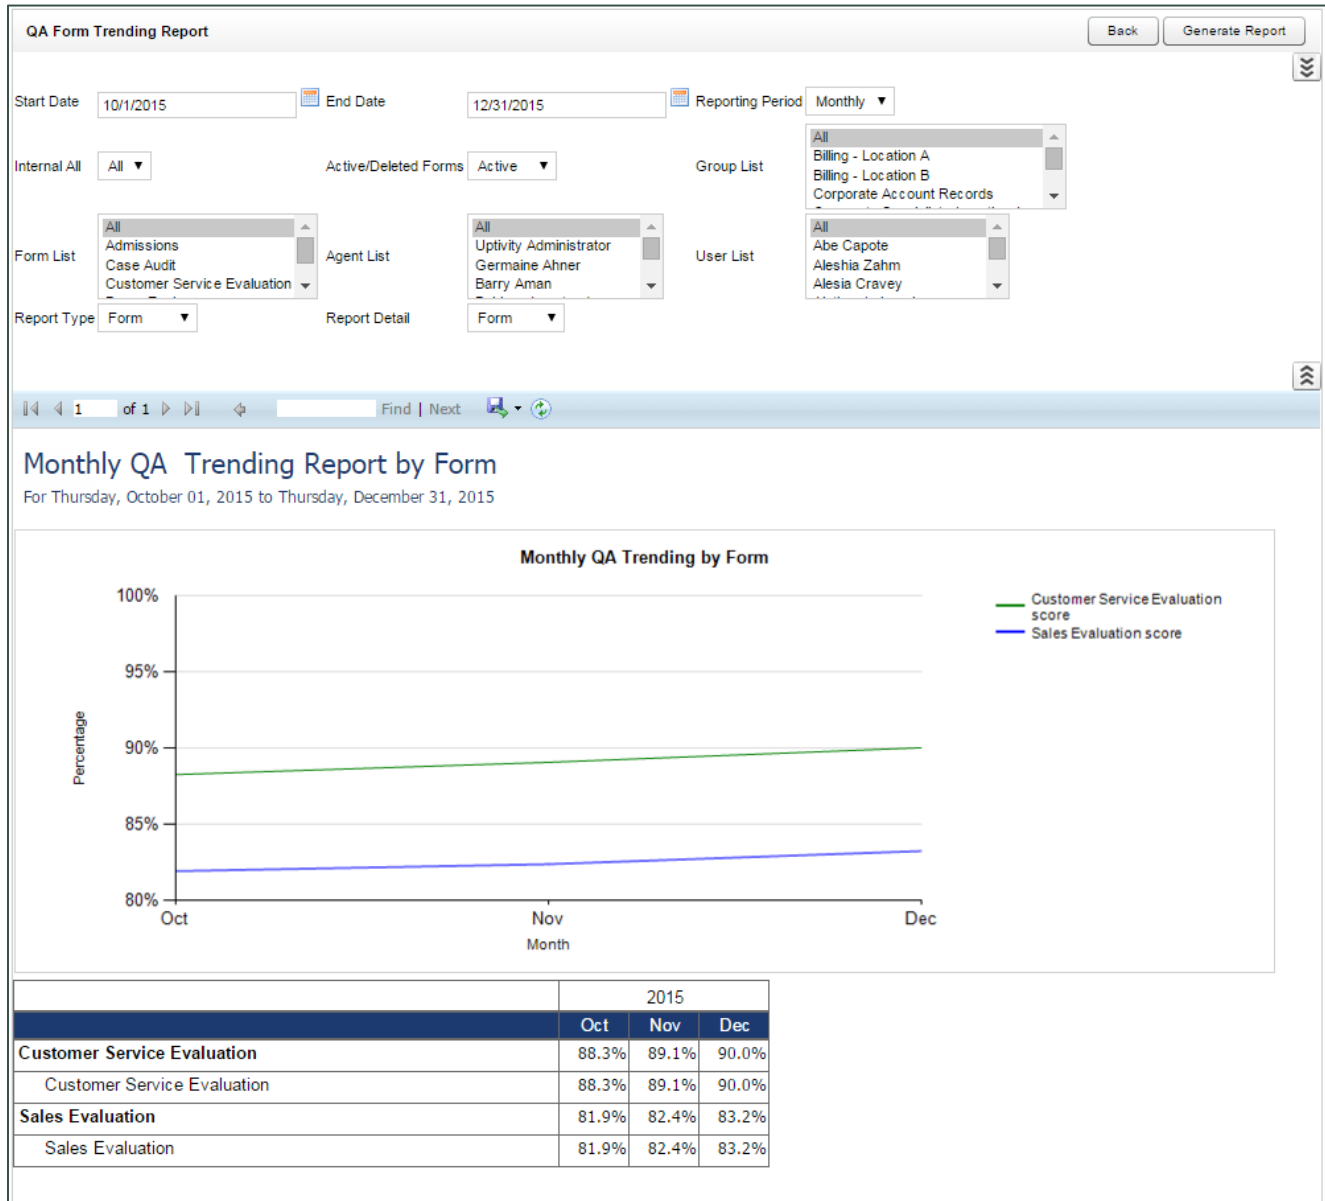 QA Form Trending Report
Back
Generate Report
Start Date 10/1/2015 End Date 12/31/2015 Reporting Period Monthly
Internal All All Active/Deleted Forms Active Group List
All
Billing - Location A
Billing - Location B
Corporate Account Records
Form List
All
Admissions
Case Audit
Customer Service Evaluation
Agent List
All
Uptivity Administrator
Germaine Ahner
Barry Aman
User List
All
Abe Capote
Aleshia Zahm
Alesia Cravey
Report Type Form Report Detail Form
1 of 1 Find | Next
Monthly QA Trending Report by Form
For Thursday, October 01, 2015 to Thursday, December 31, 2015
Monthly QA Trending by Form
100%
95%
90%
85%
80%
Percentage
Oct Nov Dec
Month
Customer Service Evaluation
score
Sales Evaluation score
2015
Oct Nov Dec
Customer Service Evaluation 88.3% 89.1% 90.0%
Customer Service Evaluation 88.3% 89.1% 90.0%
Sales Evaluation 81.9% 82.4% 83.2%
Sales Evaluation 81.9% 82.4% 83.2%